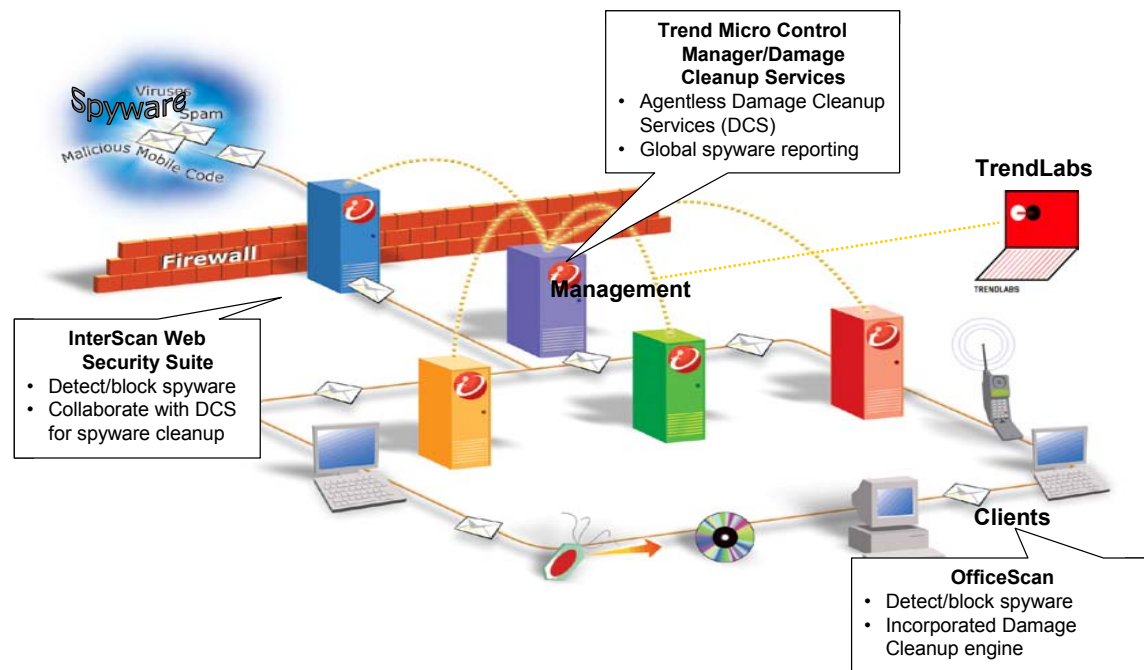 Trend Micro Control
Manager/Damage
Cleanup Services
• Agentless Damage Cleanup
Services (DCS)
• Global spyware reporting
Viruses
Spyware
Spam
Malicious Mobile Code
TrendLabs
TRENDLABS
Firewall
Management
InterScan Web
Security Suite
• Detect/block spyware
• Collaborate with DCS
for spyware cleanup
Clients
OfficeScan
• Detect/block spyware
• Incorporated Damage
Cleanup engine